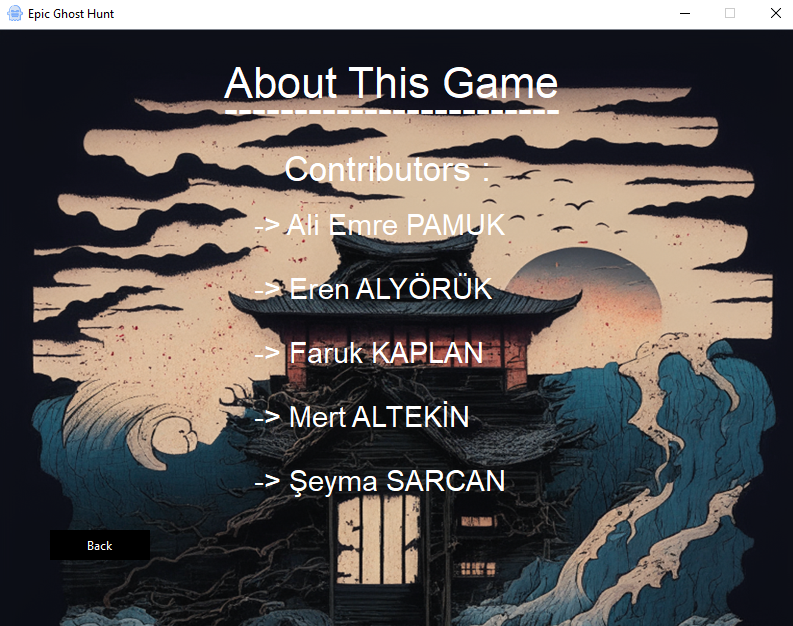 Epic Ghost Hunt
About This Game
------------------------
Contributors :
-> Ali Emre PAMUK
-> Eren ALYÖRÜK
-> Faruk KAPLAN
-> Mert ALTEKİN
-> Şeyma SARCAN
Back